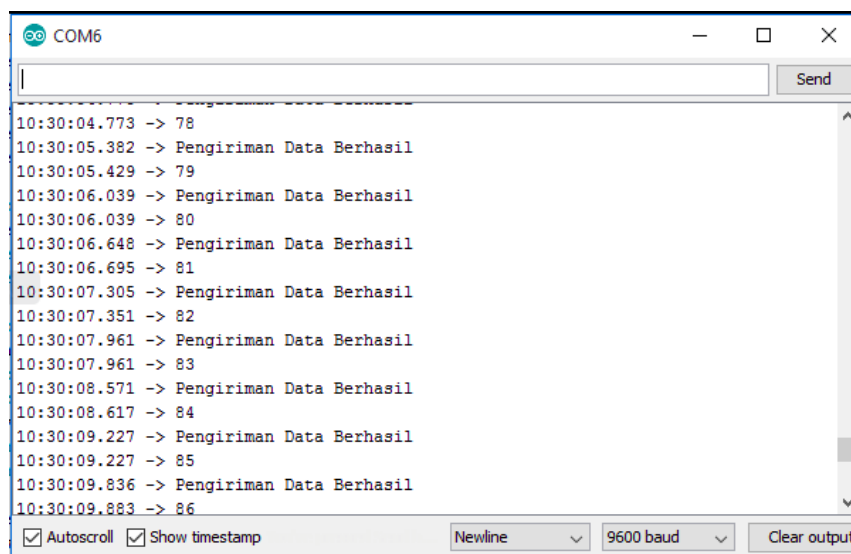 COM6
Send
10:30:04.773 -> 78
10:30:05.382 -> Pengiriman Data Berhasil
10:30:05.429 -> 79
10:30:06.039 -> Pengiriman Data Berhasil
10:30:06.039 -> 80
10:30:06.648 -> Pengiriman Data Berhasil
10:30:06.695 -> 81
10:30:07.305 -> Pengiriman Data Berhasil
10:30:07.351 -> 82
10:30:07.961 -> Pengiriman Data Berhasil
10:30:07.961 -> 83
10:30:08.571 -> Pengiriman Data Berhasil
10:30:08.617 -> 84
10:30:09.227 -> Pengiriman Data Berhasil
10:30:09.227 -> 85
10:30:09.836 -> Pengiriman Data Berhasil
10:30:09.883 -> 86
Autoscroll Show timestamp Newline 9600 baud Clear output